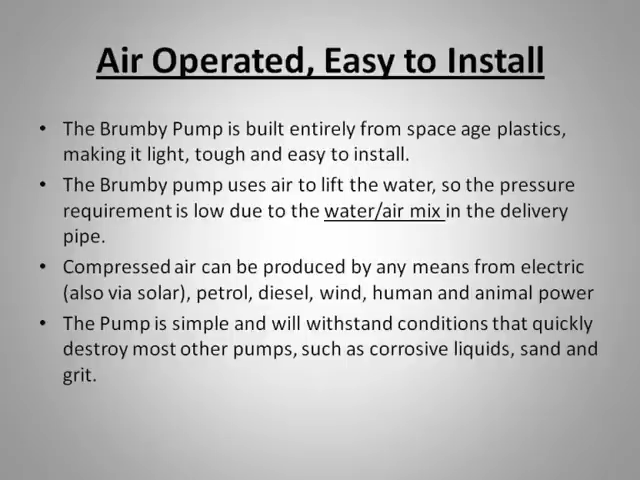 Air Operated, Easy to Install
• The Brumby Pump is built entirely from space age plastics,
making it light, tough and easy to install.
• The Brumby pump uses air to lift the water, so the pressure
requirement is low due to the water/air mix in the delivery
pipe.
• Compressed air can be produced by any means from electric
(also via solar), petrol, diesel, wind, human and animal power
• The Pump is simple and will withstand conditions that quickly
destroy most other pumps, such as corrosive liquids, sand and
grit.